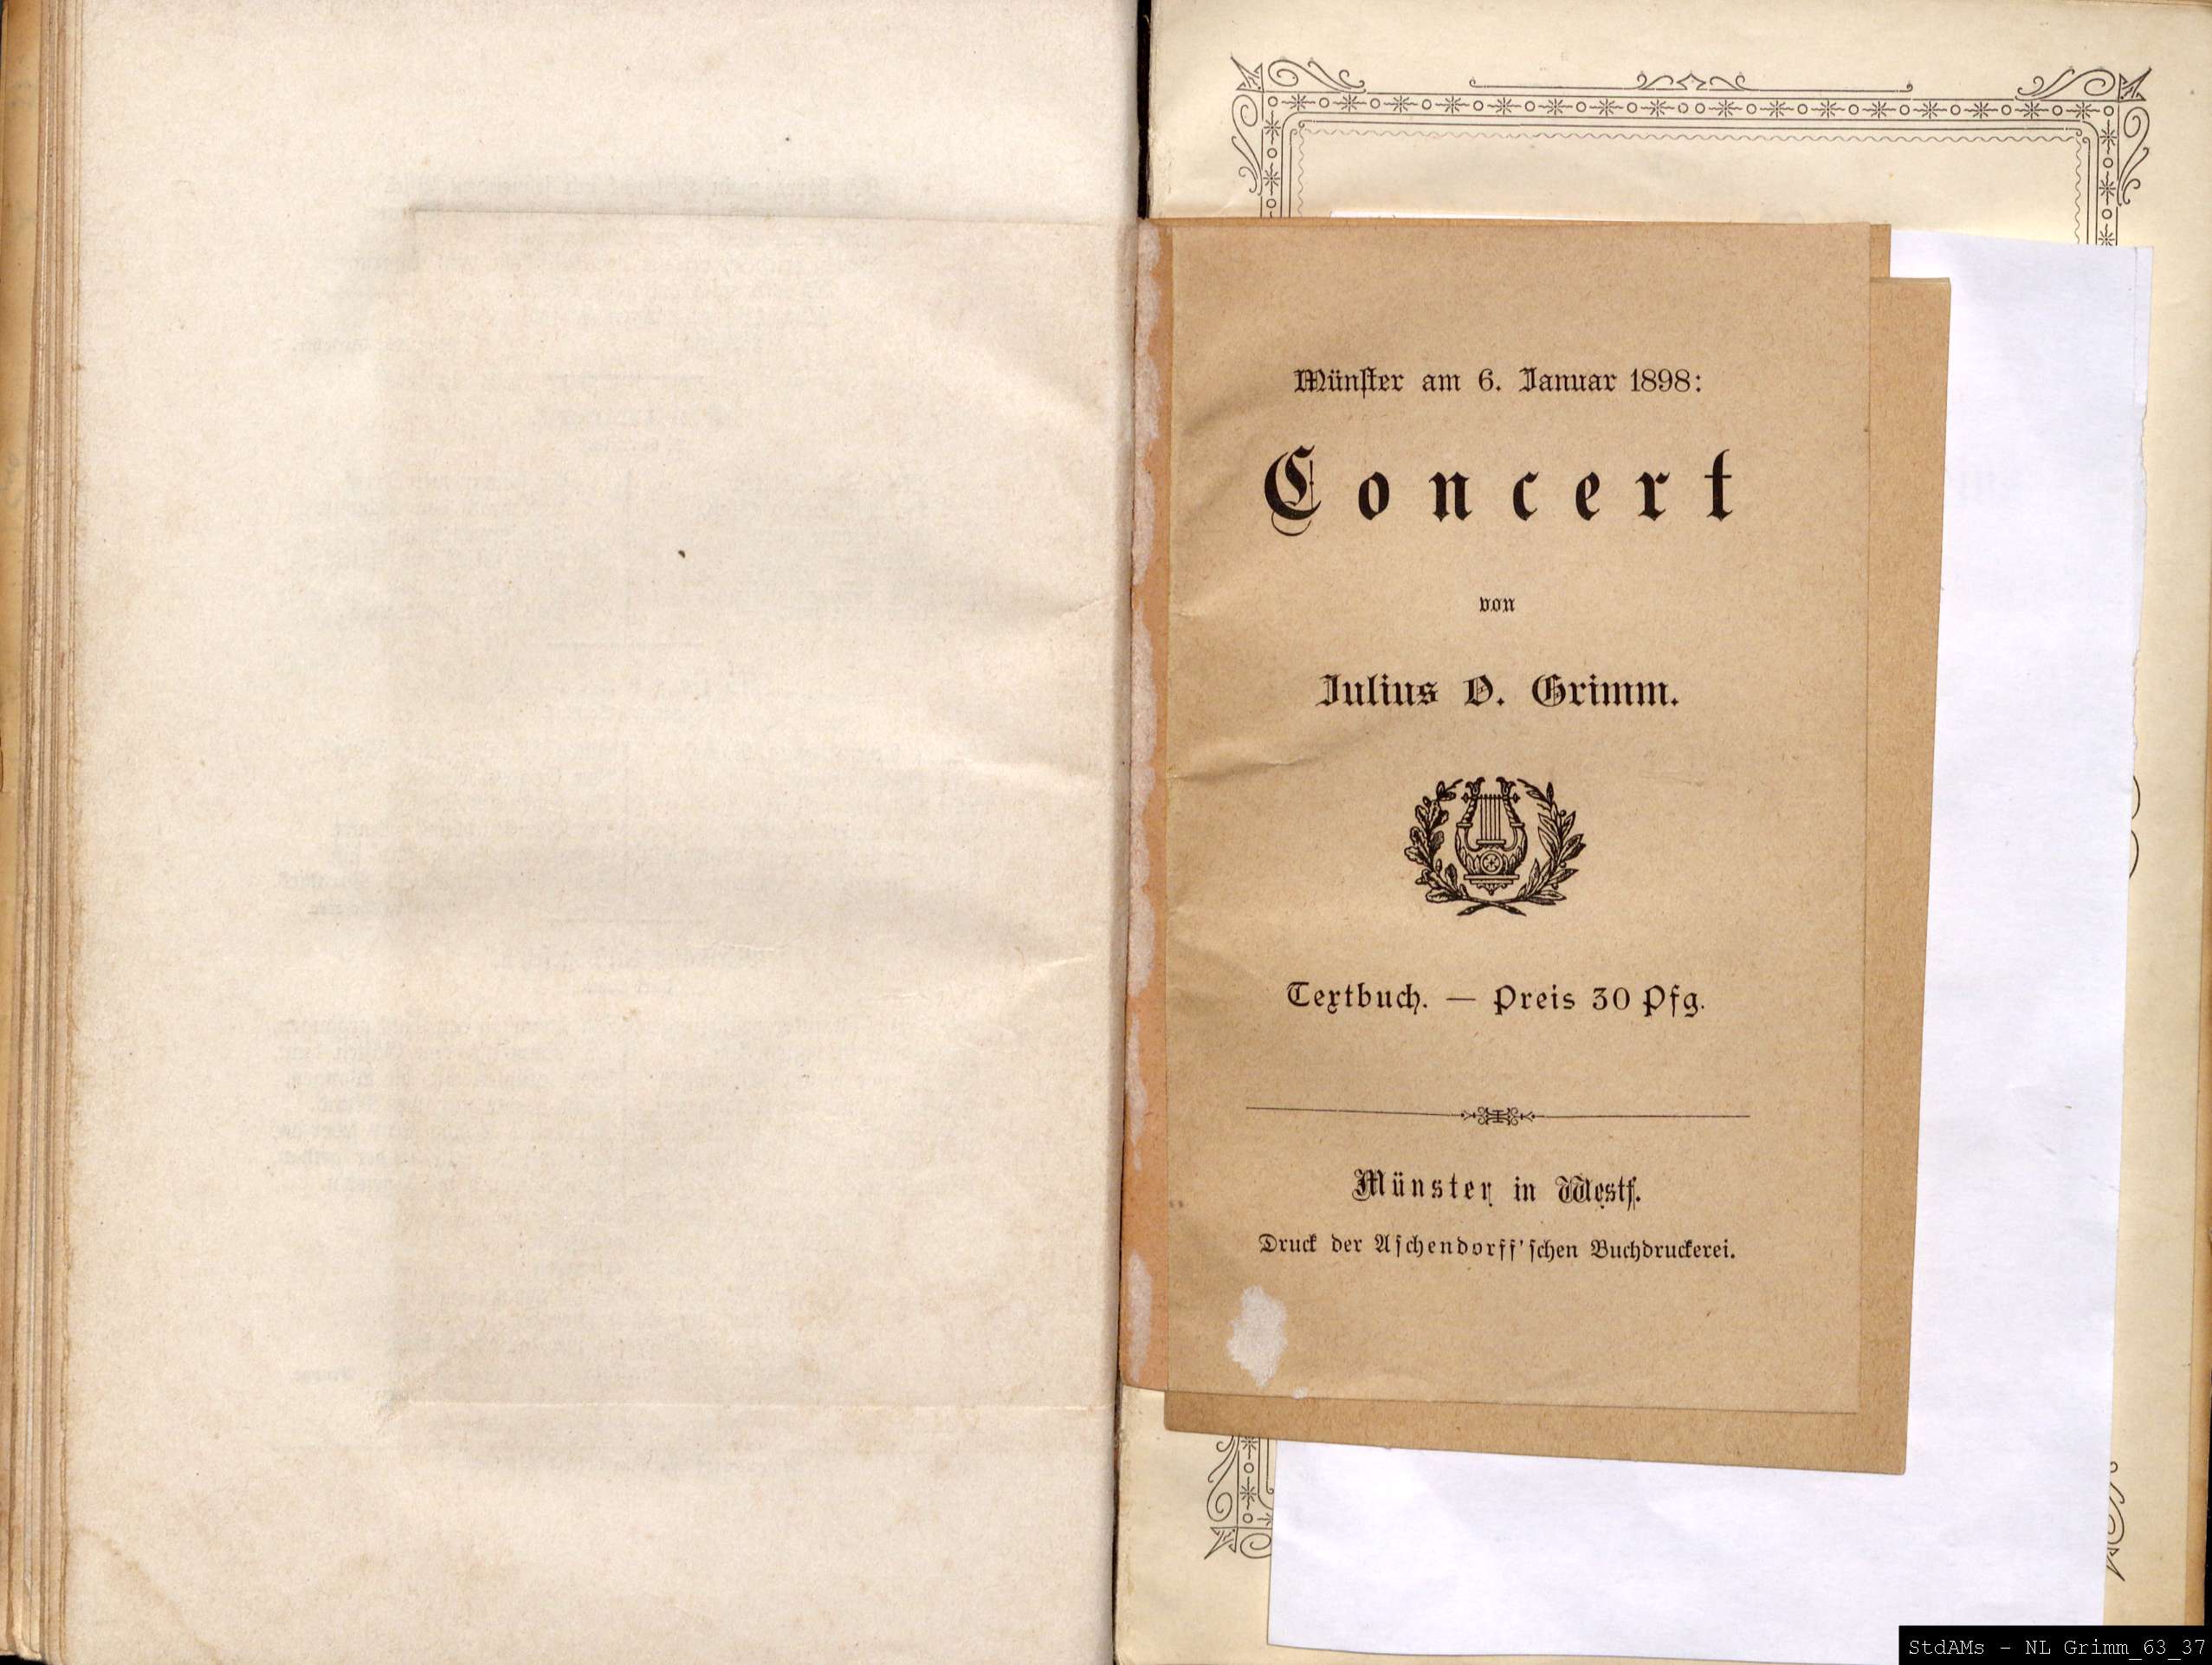 Münster am 6. Januar 1898:
Concert
von
Julius O. Grimm.
Textbuch. — Preis 30 Pfg.
Münster in Westf.
Druck der Aschendorff'schen Buchdruckerei.
StdAMs - NL Grimm_63_37